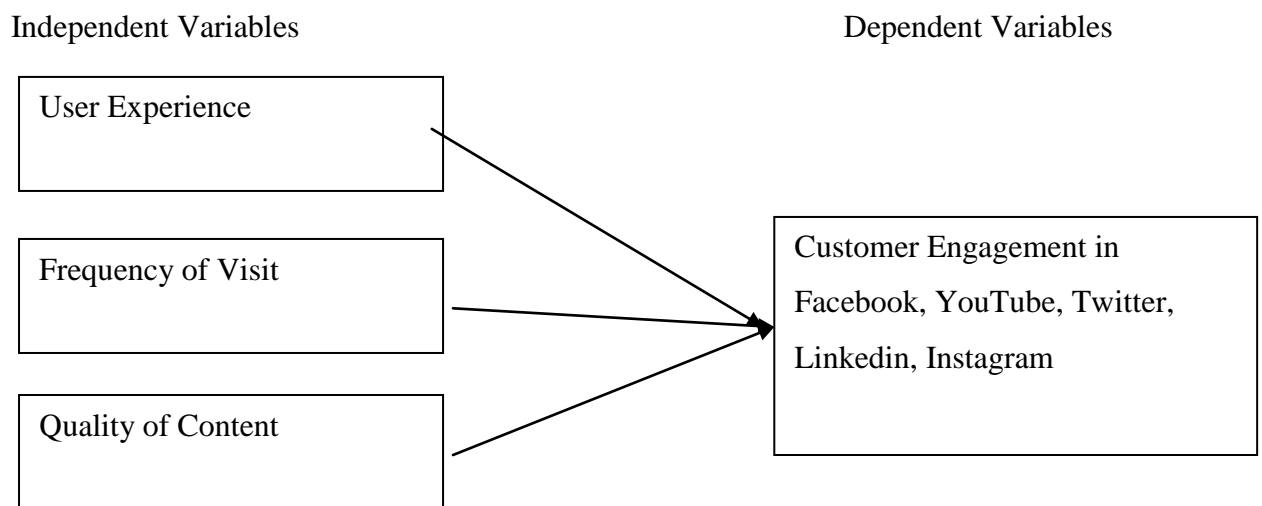 Independent Variables
Dependent Variables
User Experience
Frequency of Visit
Quality of Content
Customer Engagement in
Facebook, YouTube, Twitter,
Linkedin, Instagram